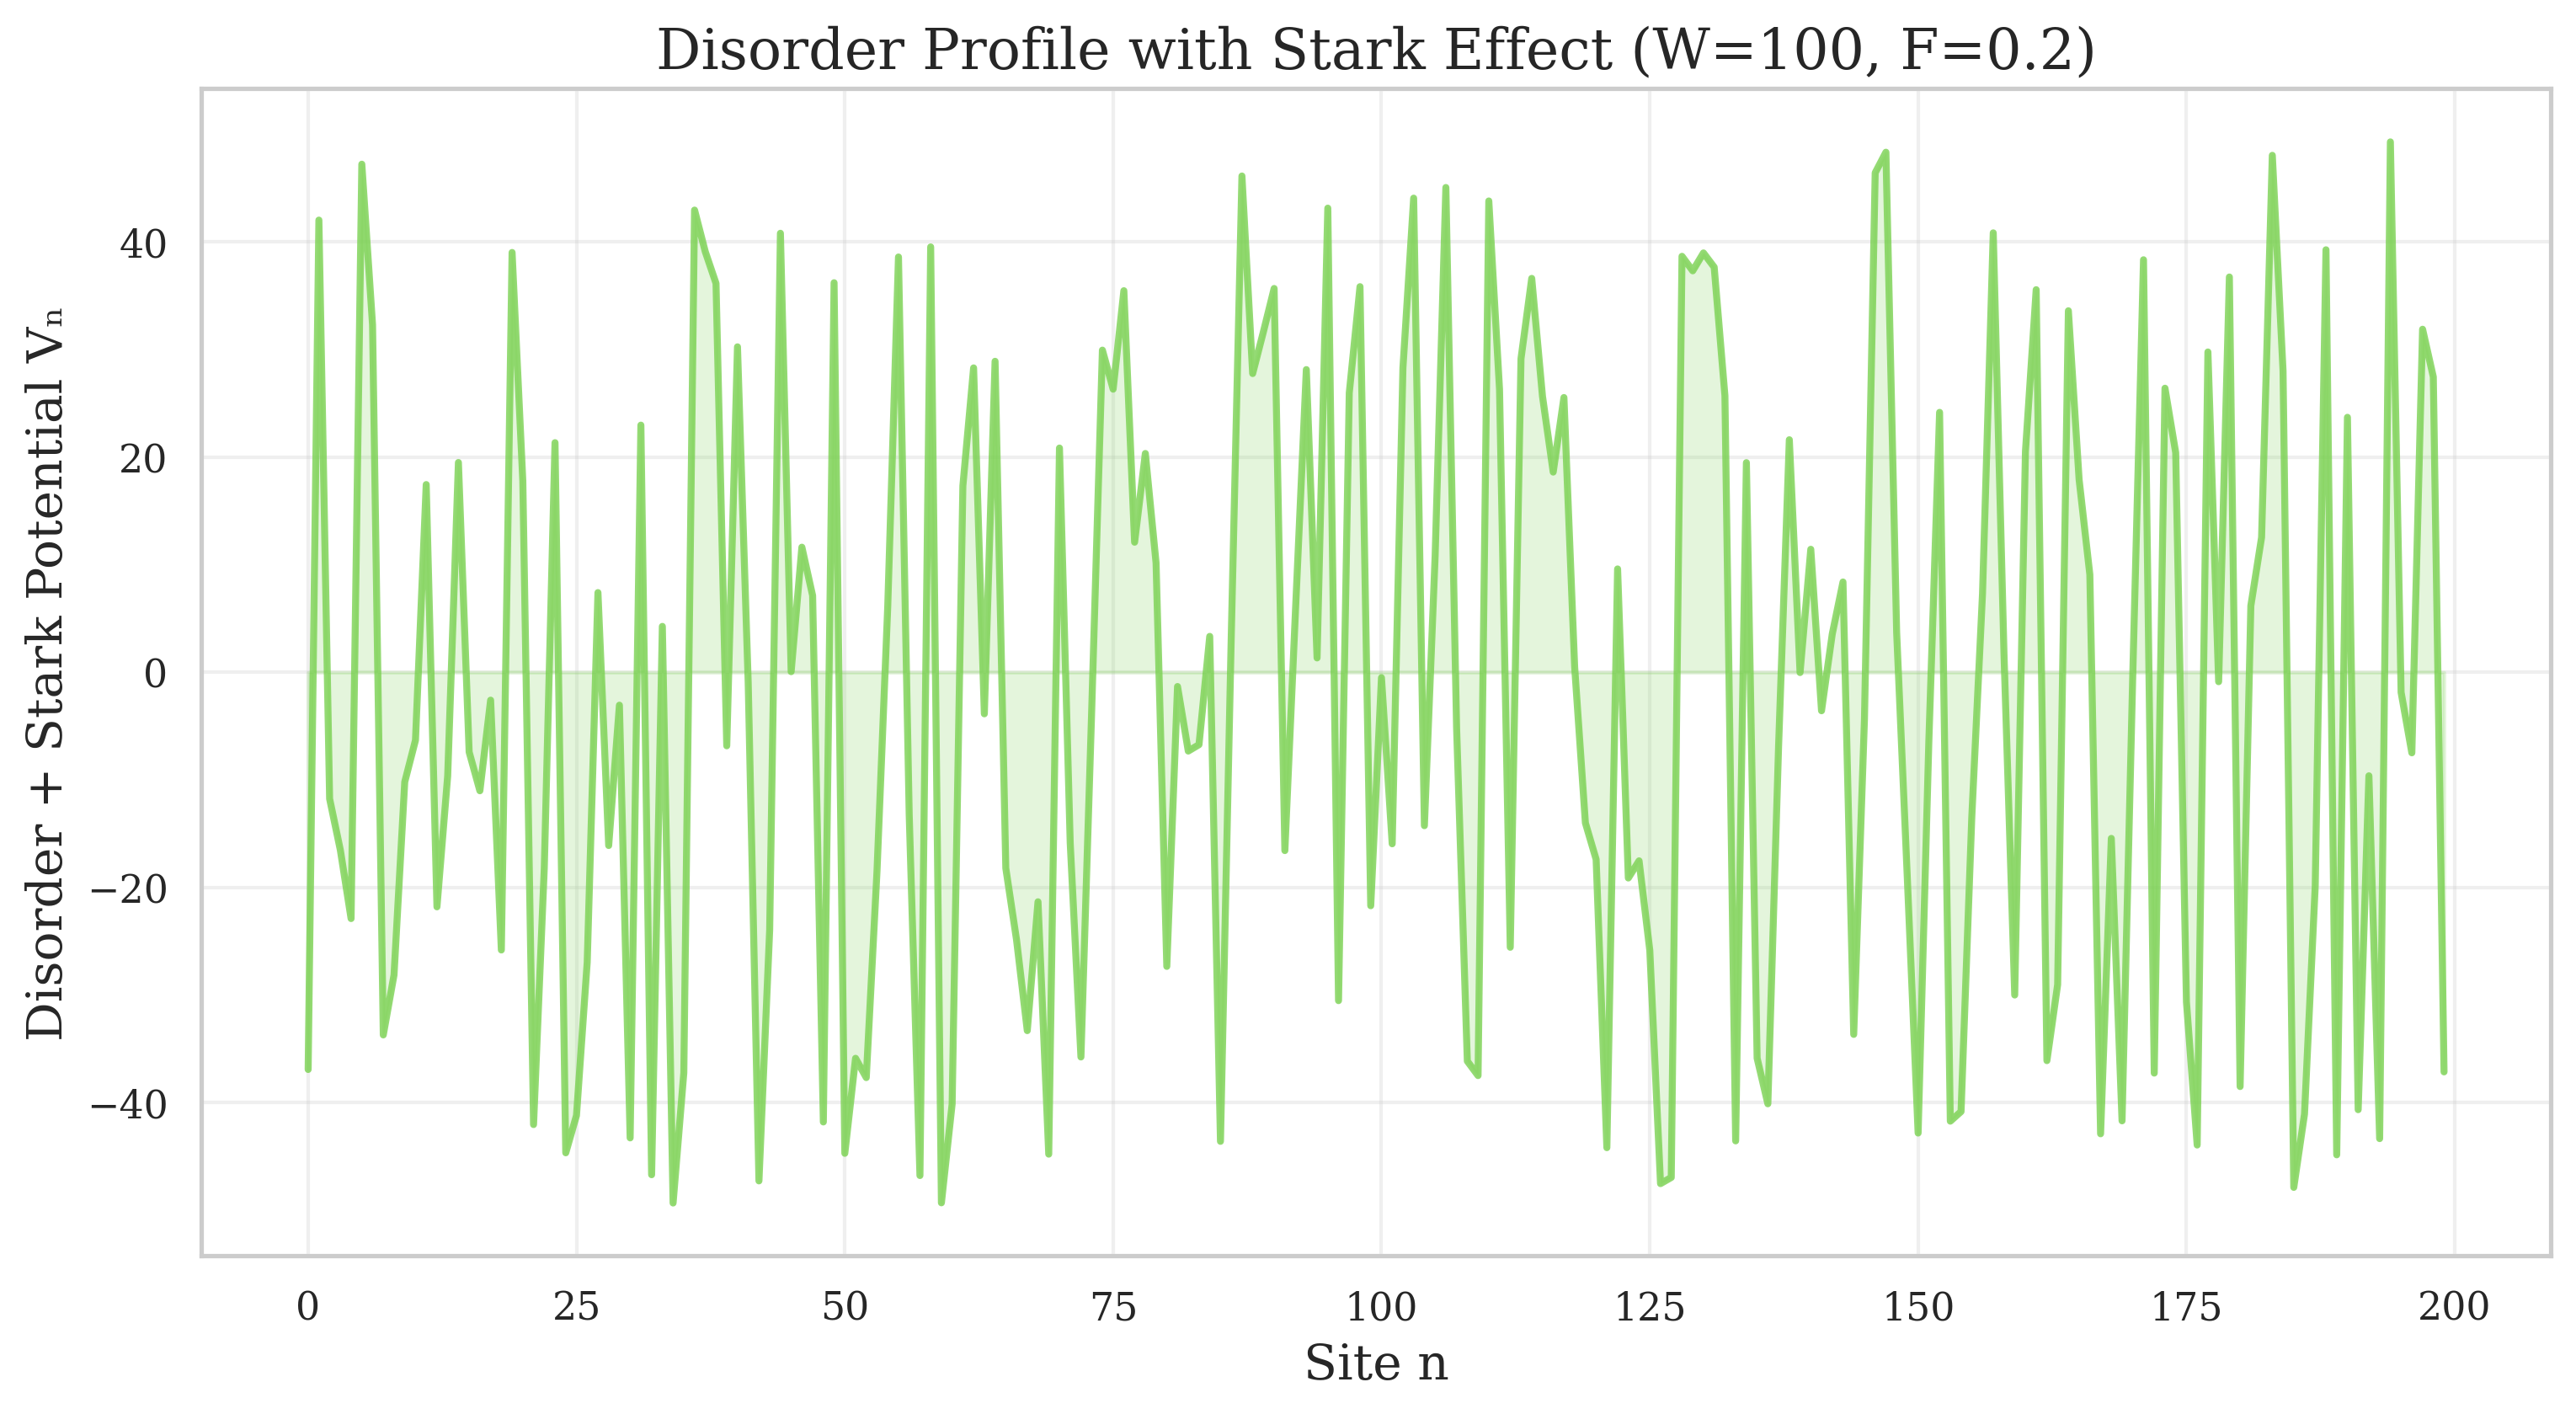 Disorder Profile with Stark Effect (W=100, F=0.2)
Disorder + Stark Potential Vₙ
40
20
0
−20
−40
0 25 50 75 100 125 150 175 200
Site n